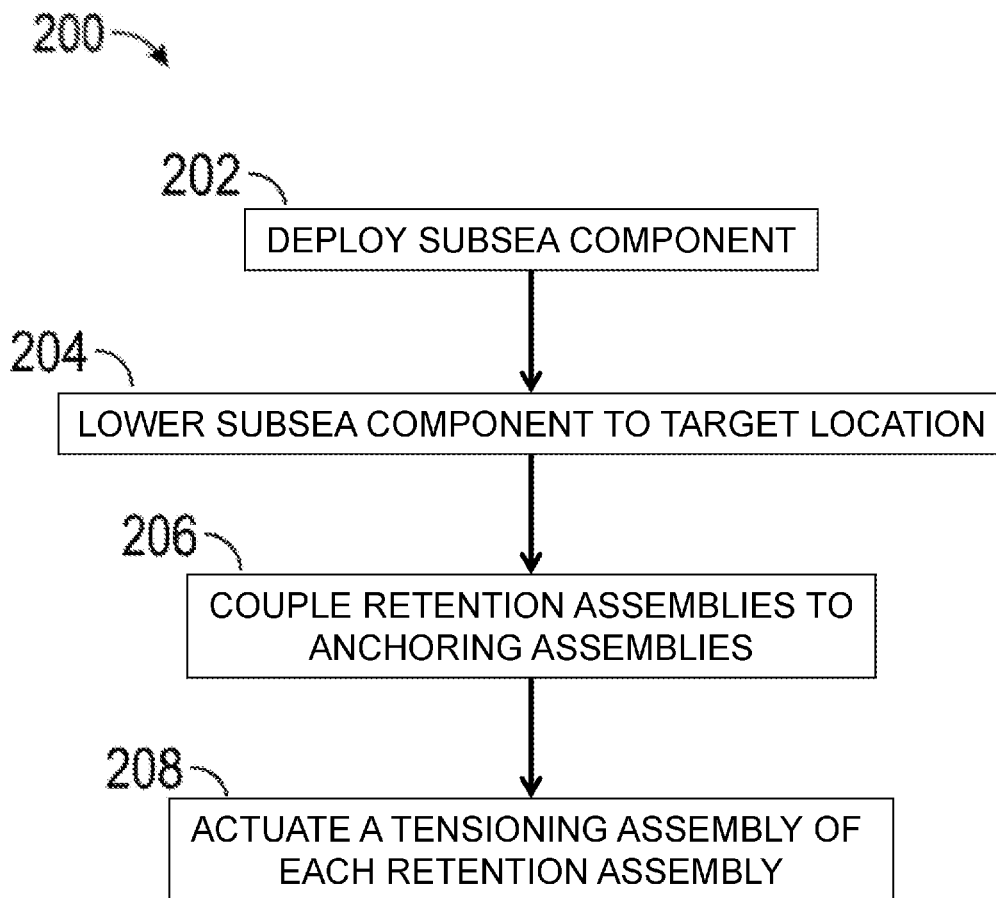 200
202
DEPLOY SUBSEA COMPONENT
204
LOWER SUBSEA COMPONENT TO TARGET LOCATION
206
COUPLE RETENTION ASSEMBLIES TO
ANCHORING ASSEMBLIES
208
ACTUATE A TENSIONING ASSEMBLY OF
EACH RETENTION ASSEMBLY